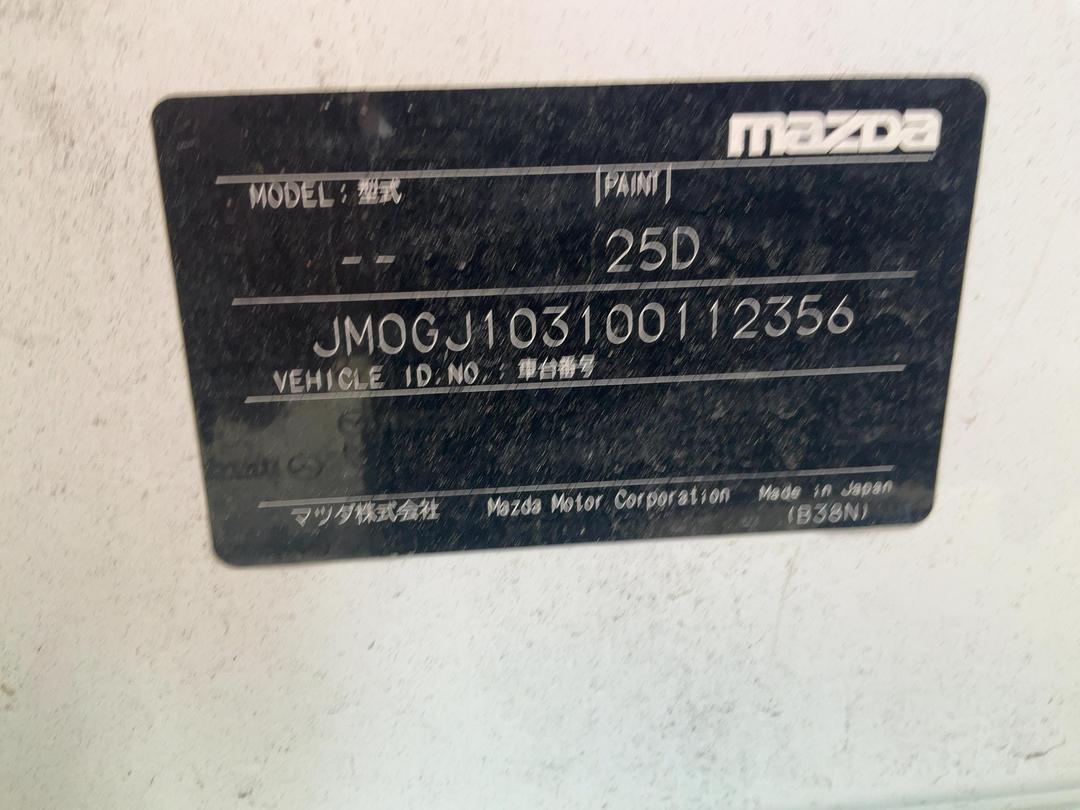 mazda
MODEL : 型式 PAINT
-- 25D
JM0GJ103100112356
VEHICLE ID.NO. : 車台番号
マツダ株式会社 Mazda Motor Corporation Made in Japan
(B38N)